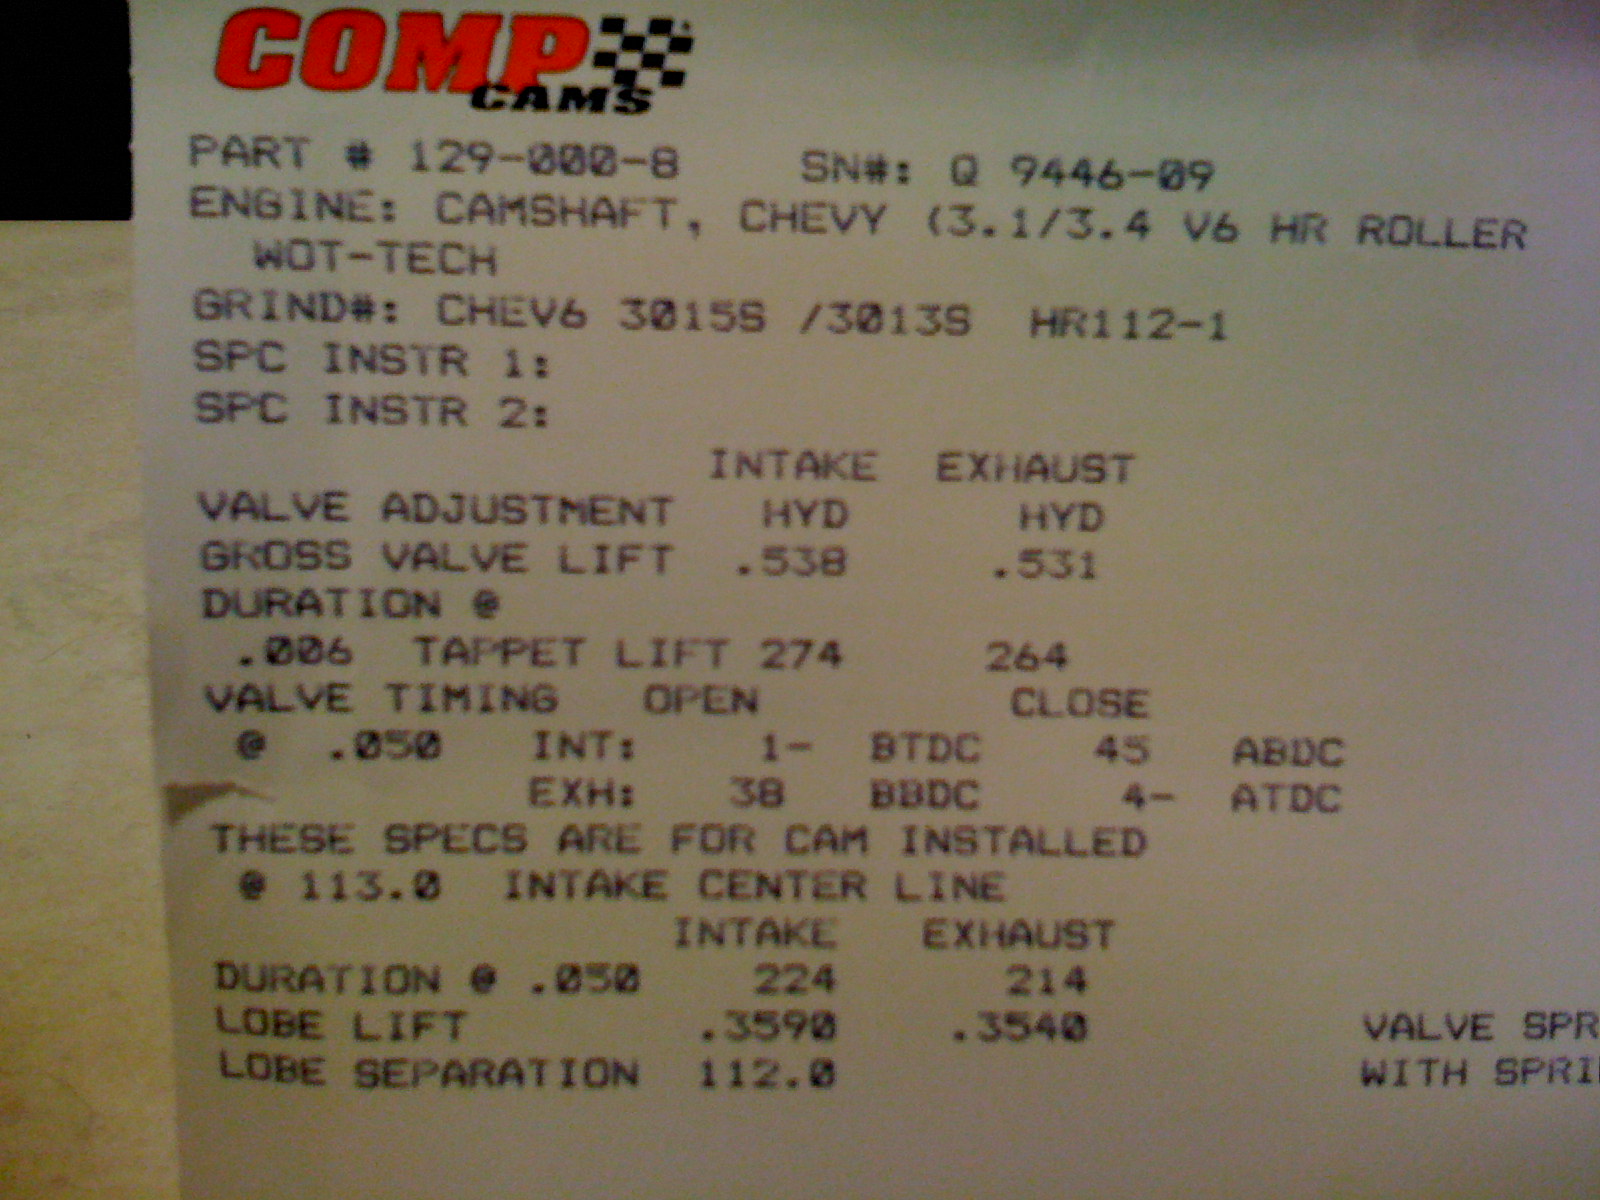 COMP
CAMS
PART # 129-000-8 SN#: Q 9446-09
ENGINE: CAMSHAFT, CHEVY (3.1/3.4 V6 HR ROLLER
WOT-TECH
GRIND#: CHEV6 3015S /3013S HR112-1
SPC INSTR 1:
SPC INSTR 2:
INTAKE EXHAUST
VALVE ADJUSTMENT HYD HYD
GROSS VALVE LIFT .538 .531
DURATION @
.006 TAPPET LIFT 274 264
VALVE TIMING OPEN CLOSE
@ .050 INT: 1- BTDC 45 ABDC
EXH: 38 BBDC 4- ATDC
THESE SPECS ARE FOR CAM INSTALLED
@ 113.0 INTAKE CENTER LINE
INTAKE EXHAUST
DURATION @ .050 224 214
LOBE LIFT .3590 .3540 VALVE SPR
LOBE SEPARATION 112.0 WITH SPRI